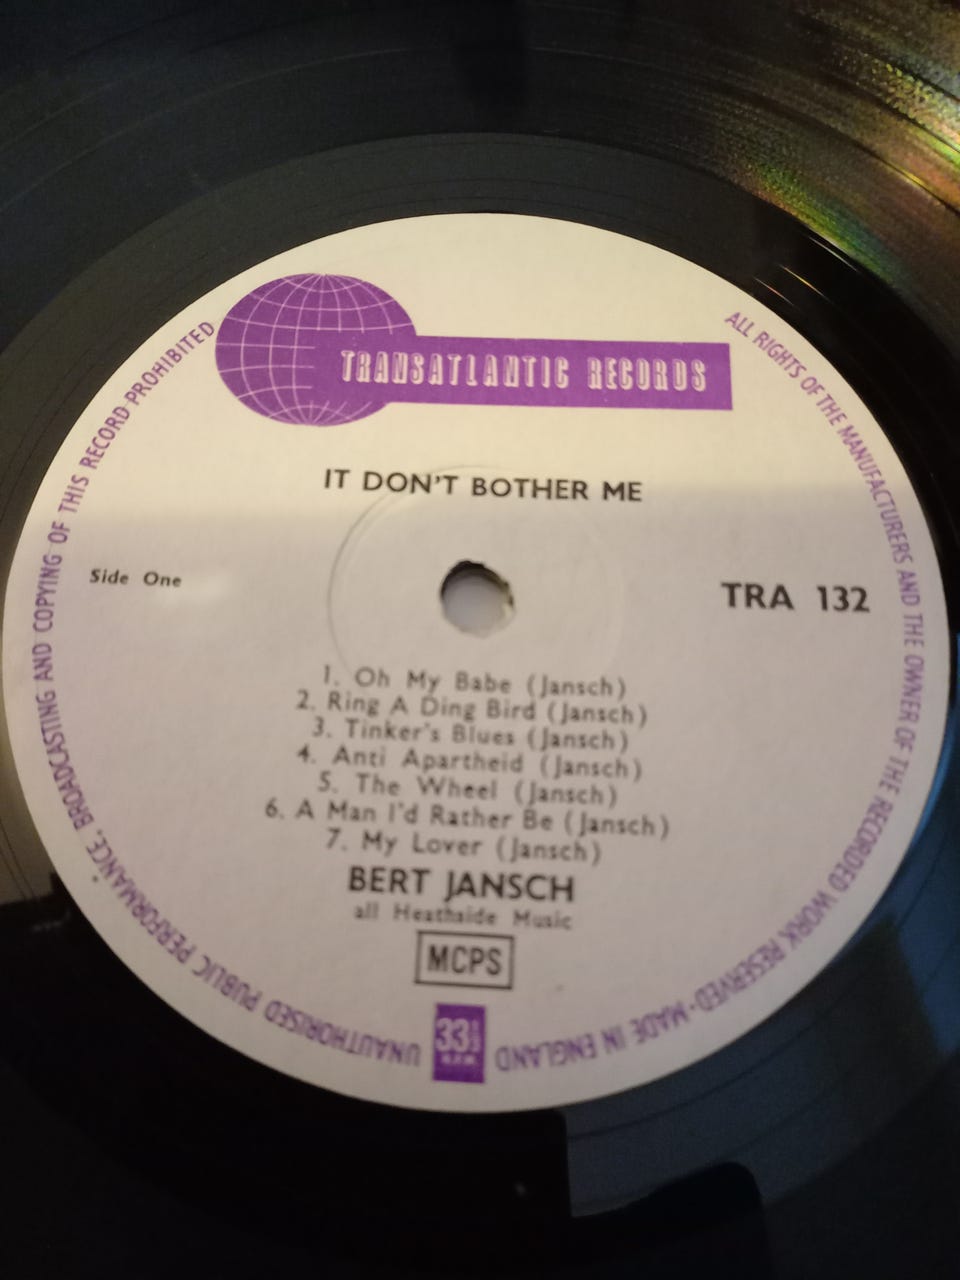 TRANSATLANTIC RECORDS
IT DON'T BOTHER ME
Side One
TRA 132
1. Oh My Babe (Jansch)
2. Ring A Ding Bird (Jansch)
3. Tinker's Blues (Jansch)
4. Anti Apartheid (Jansch)
5. The Wheel (Jansch)
6. A Man I'd Rather Be (Jansch)
7. My Lover (Jansch)
BERT JANSCH
all Heathside Music
MCPS
33⅓
R.P.M.
ALL RIGHTS OF THE MANUFACTURERS AND THE OWNER OF THE RECORDED WORK RESERVED·MADE IN ENGLAND
UNAUTHORISED PUBLIC PERFORMANCE, BROADCASTING AND COPYING OF THIS RECORD PROHIBITED